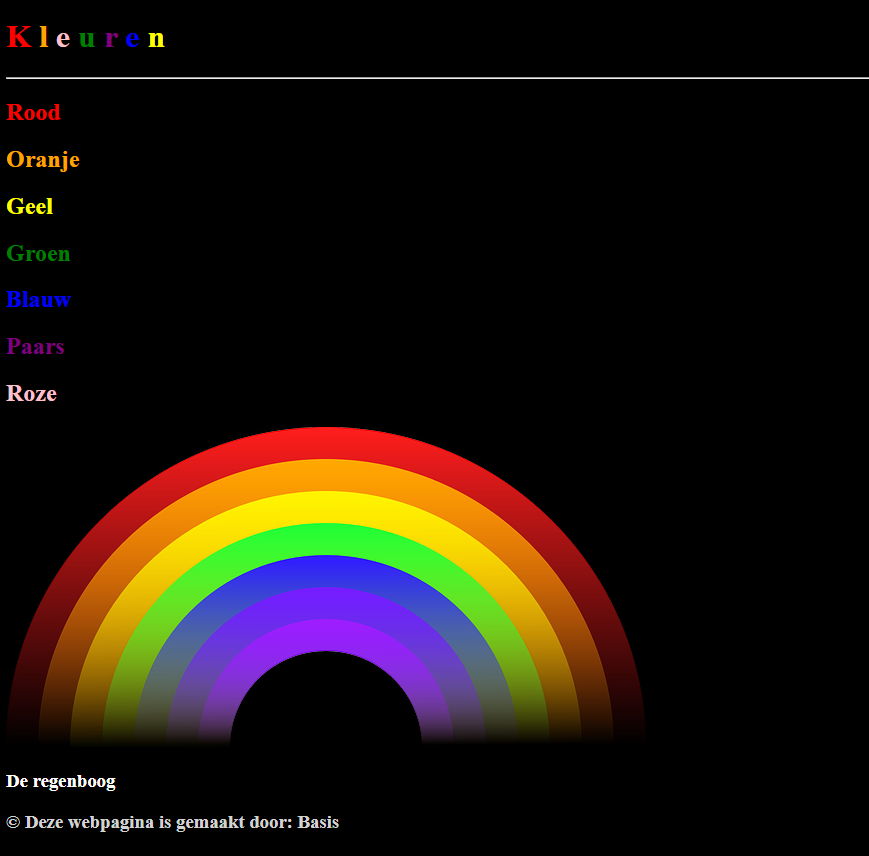 K l e u r e n
Rood
Oranje
Geel
Groen
Blauw
Paars
Roze
De regenboog
© Deze webpagina is gemaakt door: Basis